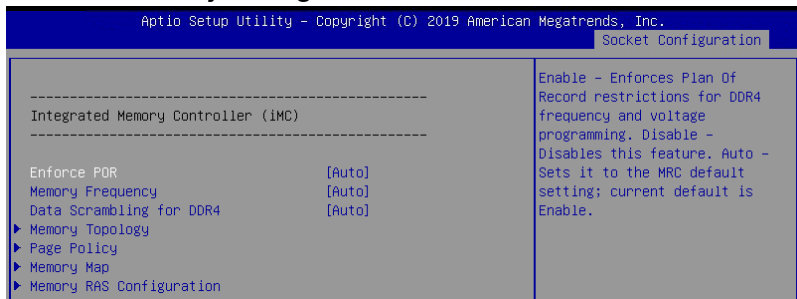 Aptio Setup Utility – Copyright (C) 2019 American Megatrends, Inc.
Socket Configuration
--------------------------------------------------
Integrated Memory Controller (iMC)
--------------------------------------------------
Enforce POR [Auto]
Memory Frequency [Auto]
Data Scrambling for DDR4 [Auto]
Memory Topology
Page Policy
Memory Map
Memory RAS Configuration
Enable – Enforces Plan Of
Record restrictions for DDR4
frequency and voltage
programming. Disable –
Disables this feature. Auto –
Sets it to the MRC default
setting; current default is
Enable.